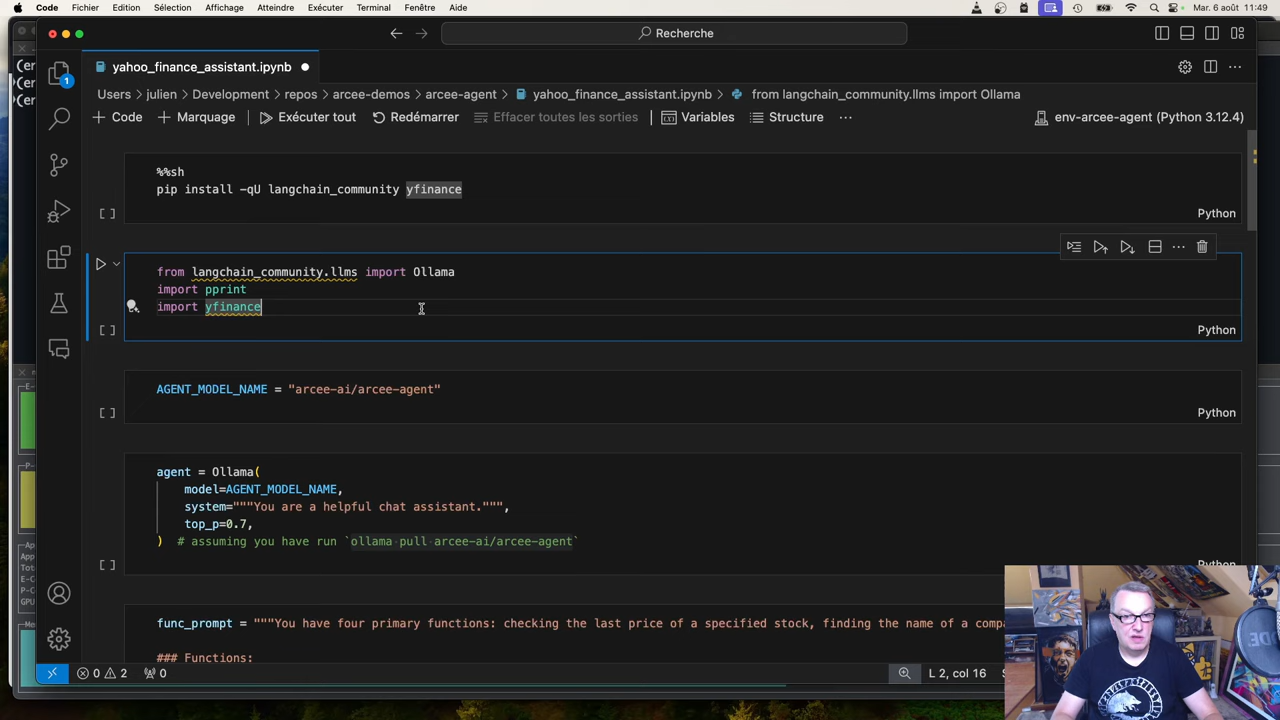 Code Fichier Edition Sélection Affichage Atteindre Exécuter Terminal Fenêtre Aide Mar. 6 août 11:49
Recherche
yahoo_finance_assistant.ipynb
1
Users julien Development repos arcee-demos arcee-agent yahoo_finance_assistant.ipynb from langchain_community.llms import Ollama
Code Marquage Exécuter tout Redémarrer Effacer toutes les sorties Variables Structure ... env-arcee-agent (Python 3.12.4)
%%sh
pip install -qU langchain_community yfinance
[ ] Python
from langchain_community.llms import Ollama
import pprint
import yfinance
[ ] Python
AGENT_MODEL_NAME = "arcee-ai/arcee-agent"
[ ] Python
agent = Ollama(
model=AGENT_MODEL_NAME,
system="""You are a helpful chat assistant.""",
top_p=0.7,
) # assuming you have run `ollama pull arcee-ai/arcee-agent`
[ ] Python
func_prompt = """You have four primary functions: checking the last price of a specified stock, finding the name of a compa
### Functions:
0 2 0 L 2, col 16